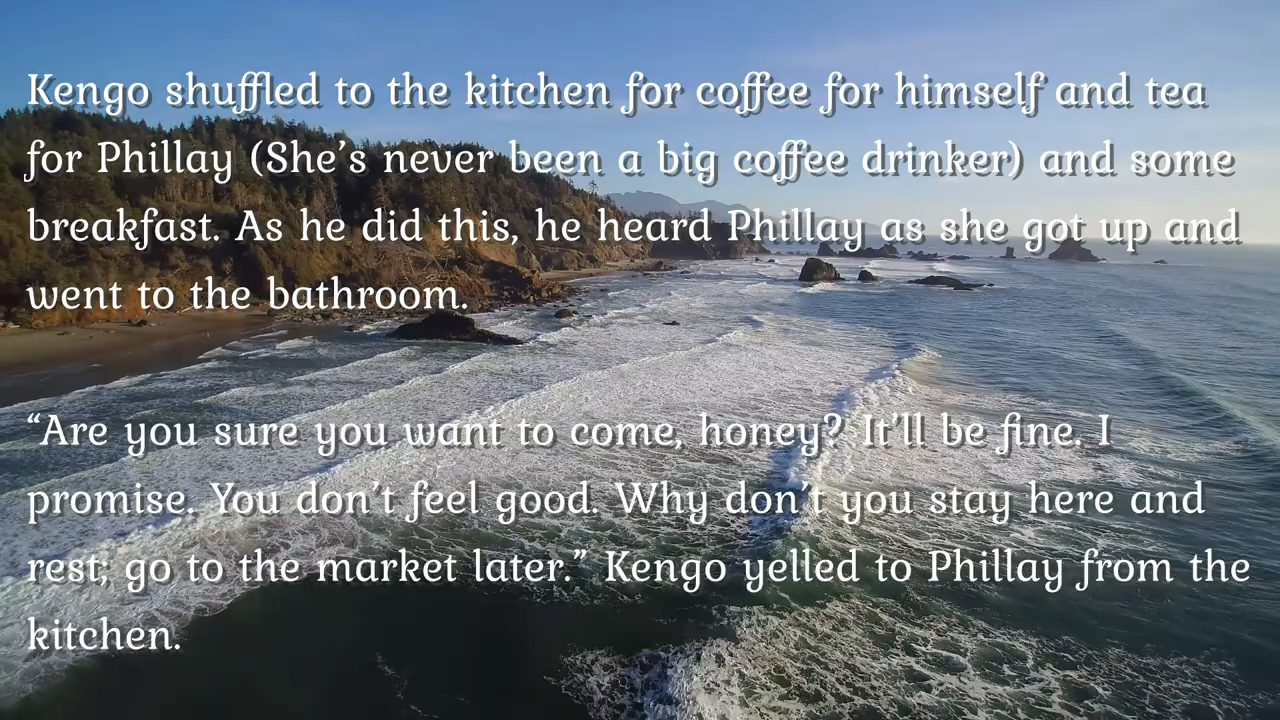 Kengo shuffled to the kitchen for coffee for himself and tea
for Phillay (She’s never been a big coffee drinker) and some
breakfast. As he did this, he heard Phillay as she got up and
went to the bathroom.
“Are you sure you want to come, honey? It’ll be fine. I
promise. You don’t feel good. Why don’t you stay here and
rest; go to the market later.” Kengo yelled to Phillay from the
kitchen.